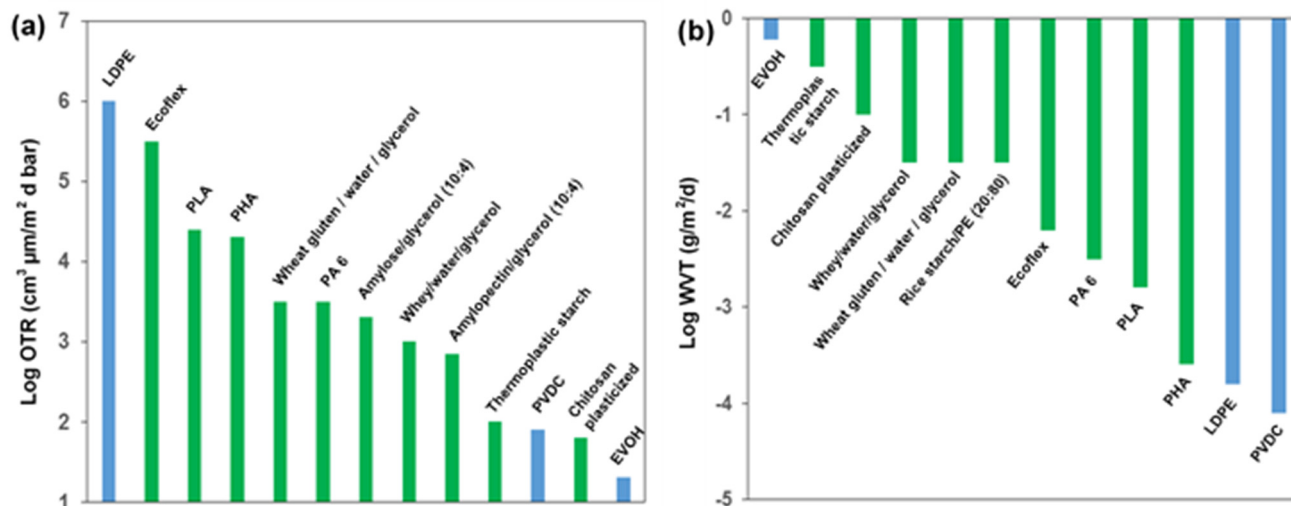 (a)
Log OTR (cm³ µm/m² d bar)
7
6
5
4
3
2
1
LDPE
Ecoflex
PLA
PHA
Wheat gluten / water / glycerol
PA 6
Amylose/glycerol (10:4)
Whey/water/glycerol
Amylopectin/glycerol (10:4)
Thermoplastic starch
PVDC
Chitosan
plasticized
EVOH
(b)
Log WVT (g/m²/d)
0
-1
-2
-3
-4
-5
EVOH
Thermoplas
tic starch
Chitosan plasticized
Whey/water/glycerol
Wheat gluten / water / glycerol
Rice starch/PE (20:80)
Ecoflex
PA 6
PLA
PHA
LDPE
PVDC